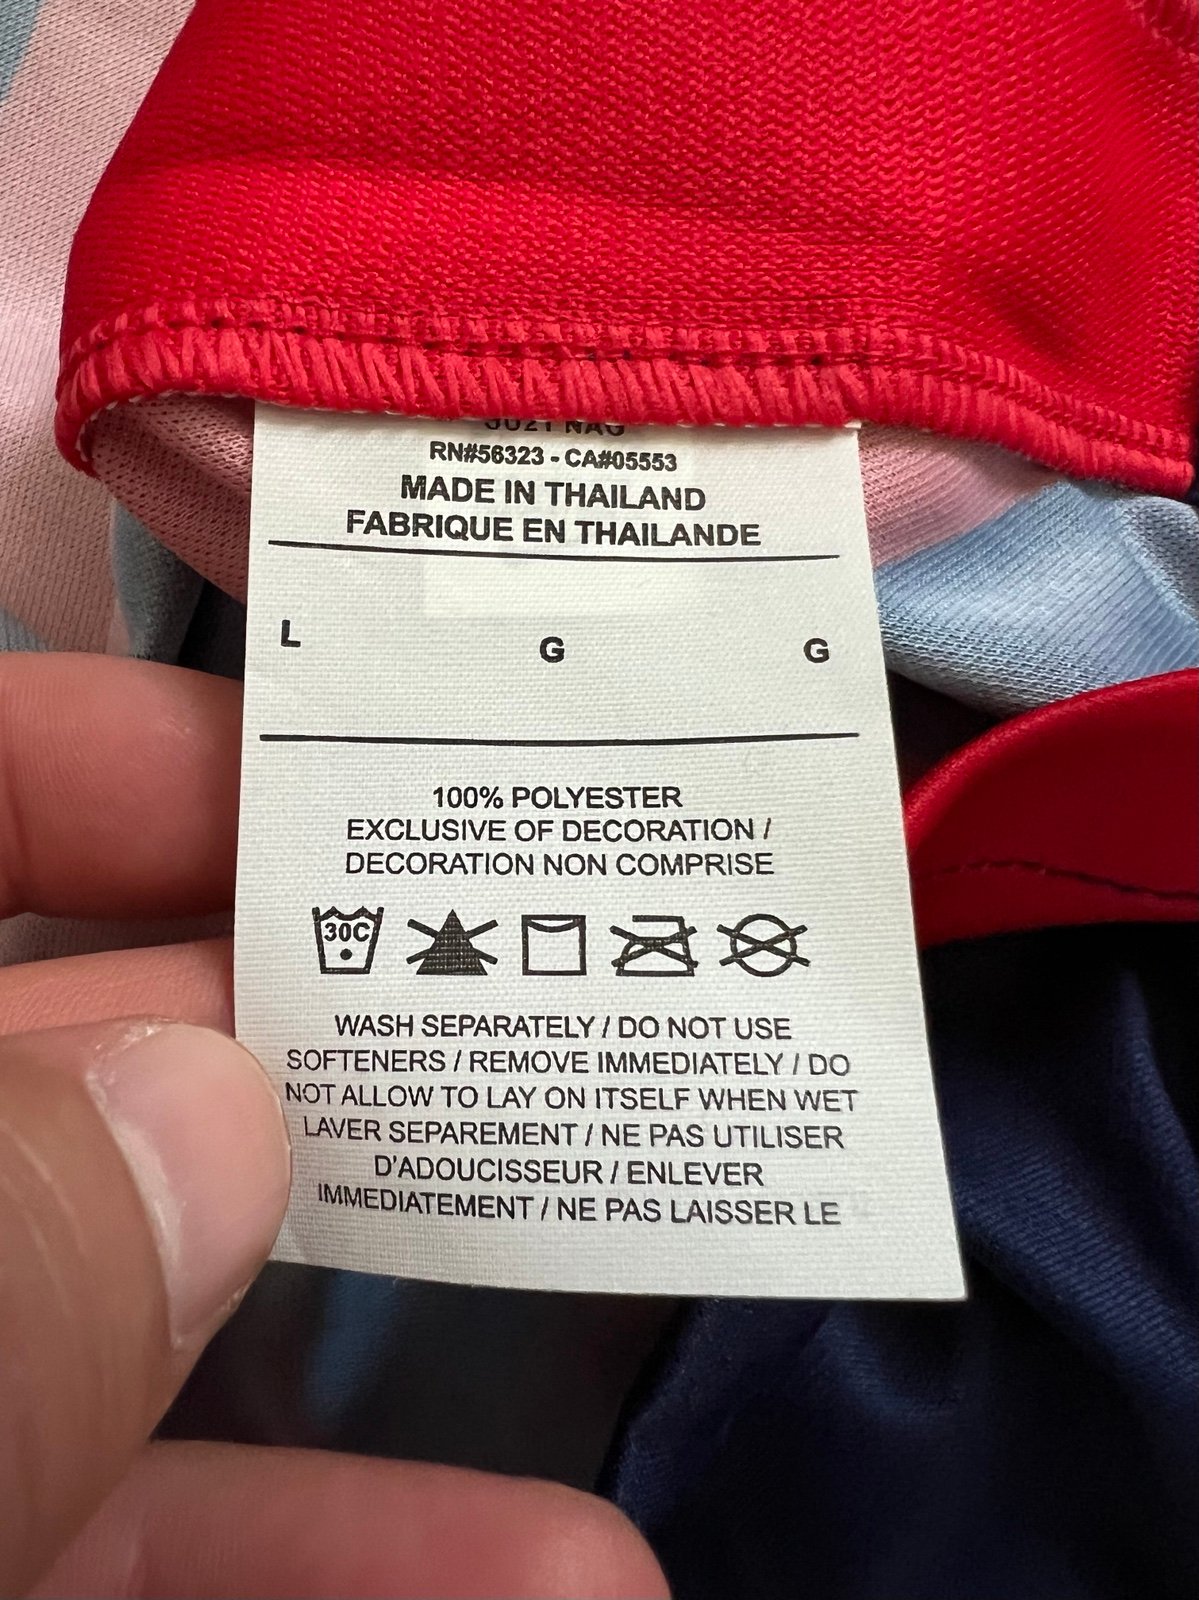 RN#56323 - CA#05553
MADE IN THAILAND
FABRIQUE EN THAILANDE
L G G
100% POLYESTER
EXCLUSIVE OF DECORATION /
DECORATION NON COMPRISE
30C
WASH SEPARATELY / DO NOT USE
SOFTENERS / REMOVE IMMEDIATELY / DO
NOT ALLOW TO LAY ON ITSELF WHEN WET
LAVER SEPAREMENT / NE PAS UTILISER
D'ADOUCISSEUR / ENLEVER
IMMEDIATEMENT / NE PAS LAISSER LE